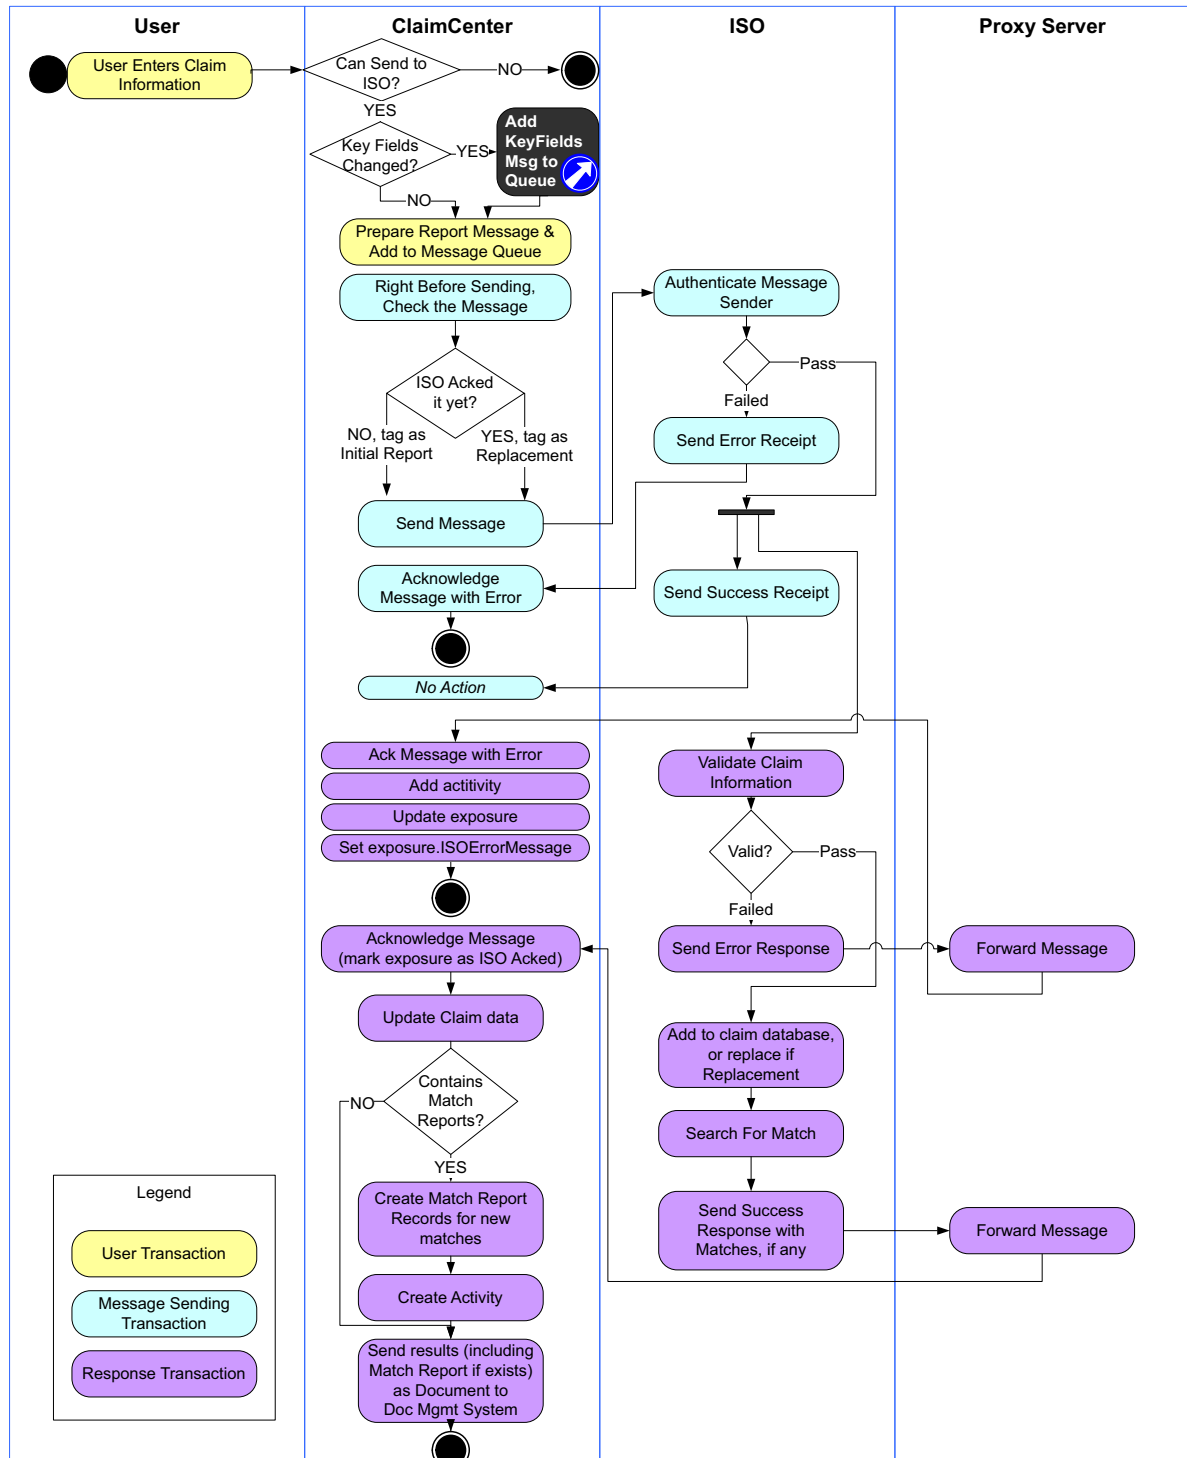 User
ClaimCenter
ISO
Proxy Server
User Enters Claim
Information
Can Send to
ISO?
NO
YES
Key Fields
Changed?
YES
Add
KeyFields
Msg to
Queue
NO
Prepare Report Message &
Add to Message Queue
Right Before Sending,
Check the Message
Authenticate Message
Sender
Pass
Failed
ISO Acked
it yet?
NO, tag as
Initial Report
YES, tag as
Replacement
Send Error Receipt
Send Message
Acknowledge
Message with Error
Send Success Receipt
No Action
Ack Message with Error
Add actitivity
Update exposure
Set exposure.ISOErrorMessage
Validate Claim
Information
Valid?
Pass
Failed
Acknowledge Message
(mark exposure as ISO Acked)
Send Error Response
Forward Message
Update Claim data
Add to claim database,
or replace if
Replacement
Contains
Match
Reports?
NO
YES
Search For Match
Create Match Report
Records for new
matches
Send Success
Response with
Matches, if any
Forward Message
Create Activity
Send results (including
Match Report if exists)
as Document to
Doc Mgmt System
Legend
User Transaction
Message Sending
Transaction
Response Transaction